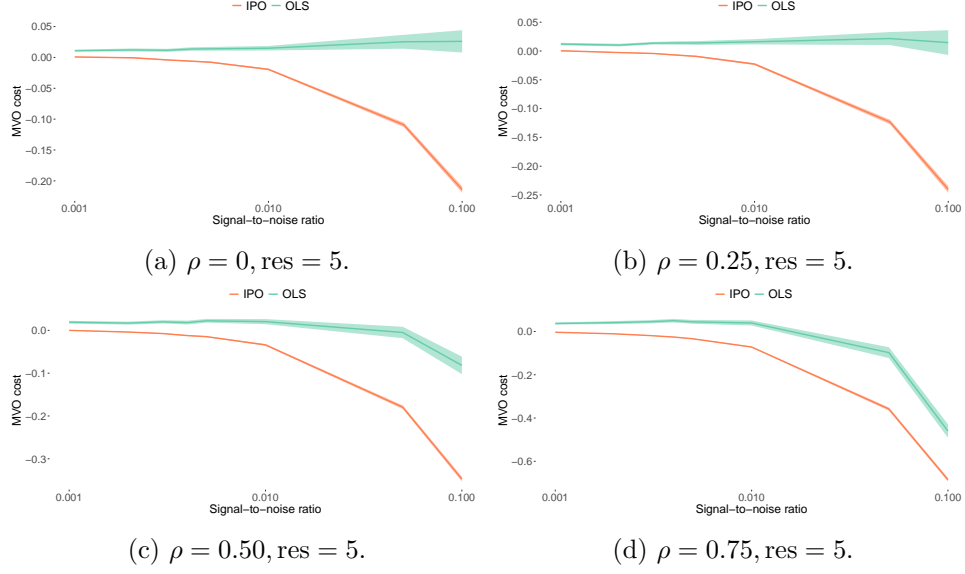 IPO OLS
0.05
0.00
−0.05
−0.10
−0.15
−0.20
MVO cost
0.001 0.010 0.100
Signal−to−noise ratio
(a) ρ = 0, res = 5.
IPO OLS
0.05
0.00
−0.05
−0.10
−0.15
−0.20
−0.25
MVO cost
0.001 0.010 0.100
Signal−to−noise ratio
(b) ρ = 0.25, res = 5.
IPO OLS
0.0
−0.1
−0.2
−0.3
MVO cost
0.001 0.010 0.100
Signal−to−noise ratio
(c) ρ = 0.50, res = 5.
IPO OLS
0.0
−0.2
−0.4
−0.6
MVO cost
0.001 0.010 0.100
Signal−to−noise ratio
(d) ρ = 0.75, res = 5.